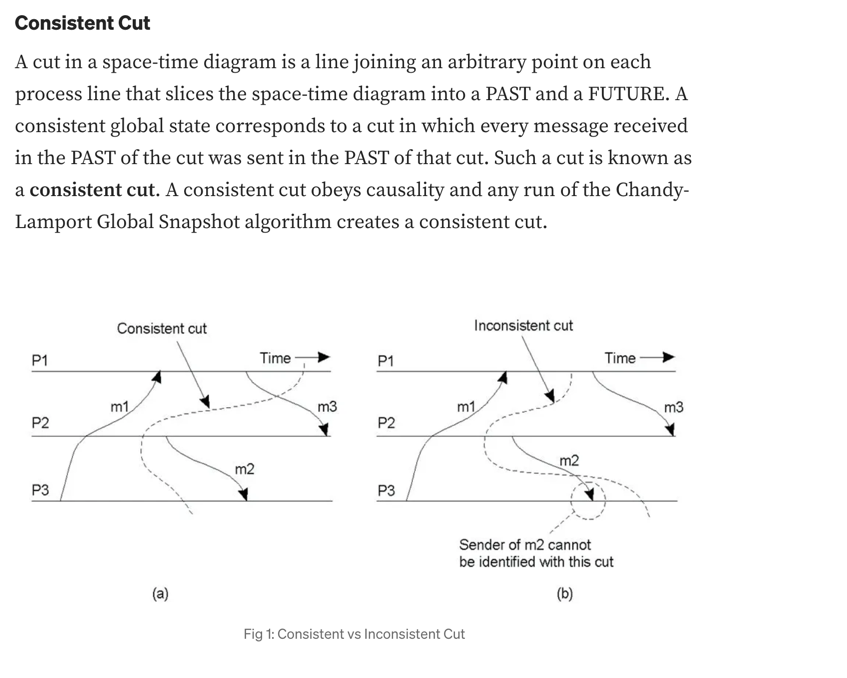 Consistent Cut
A cut in a space-time diagram is a line joining an arbitrary point on each
process line that slices the space-time diagram into a PAST and a FUTURE. A
consistent global state corresponds to a cut in which every message received
in the PAST of the cut was sent in the PAST of that cut. Such a cut is known as
a consistent cut. A consistent cut obeys causality and any run of the Chandy-
Lamport Global Snapshot algorithm creates a consistent cut.
Consistent cut
Time
P1
m1
m3
P2
m2
P3
(a)
Inconsistent cut
Time
P1
m1
m3
P2
m2
P3
Sender of m2 cannot
be identified with this cut
(b)
Fig 1: Consistent vs Inconsistent Cut